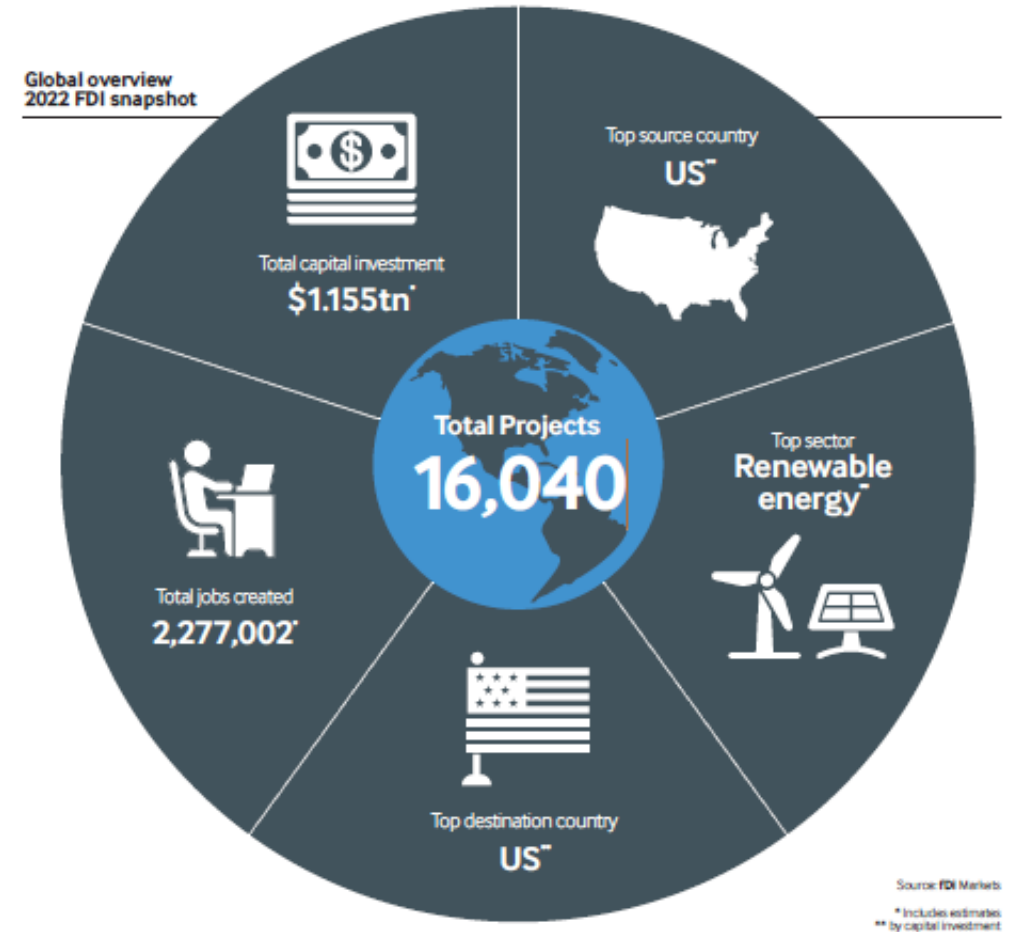 Global overview
2022 FDI snapshot
Total capital investment
$1.155tn*
Top source country
US**
Total Projects
16,040
Top sector
Renewable
energy**
Total jobs created
2,277,002*
Top destination country
US**
Source: fDi Markets
* Includes estimates
** by capital investment